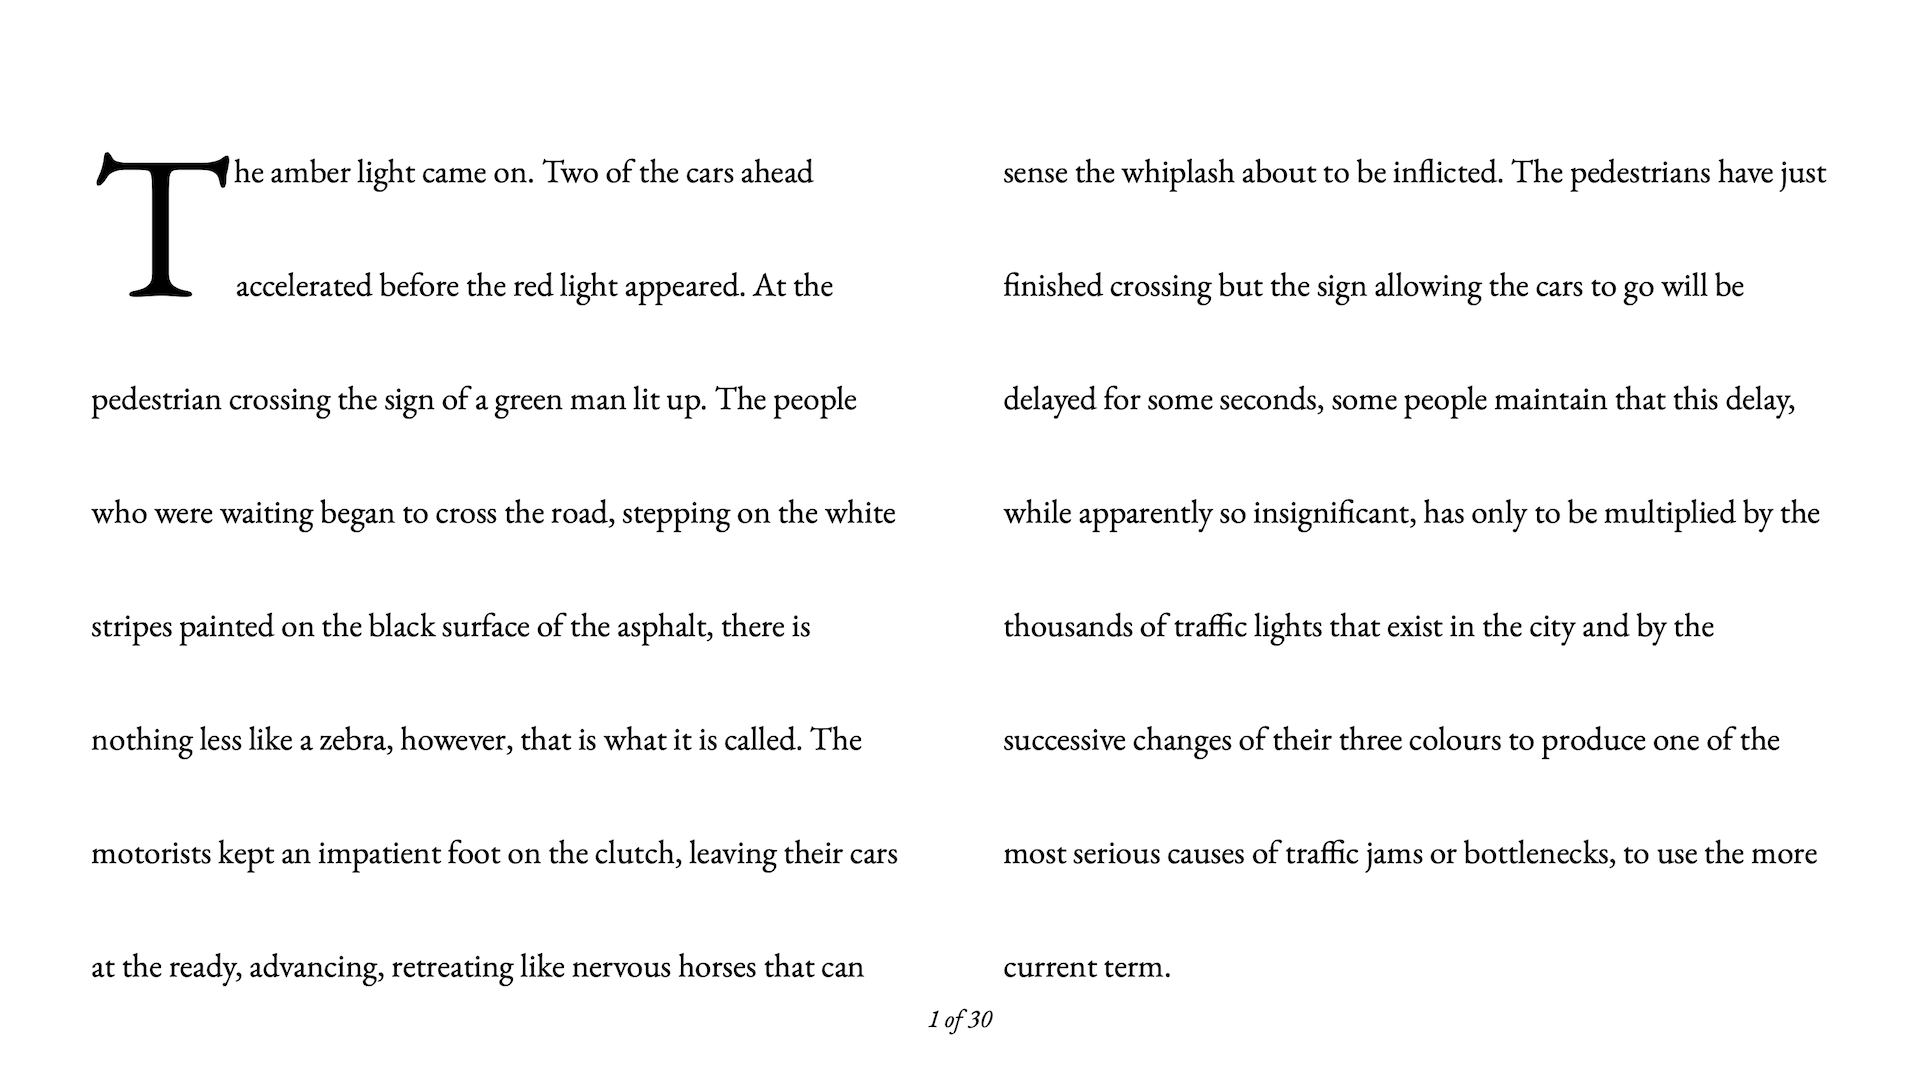 The amber light came on. Two of the cars ahead
accelerated before the red light appeared. At the
pedestrian crossing the sign of a green man lit up. The people
who were waiting began to cross the road, stepping on the white
stripes painted on the black surface of the asphalt, there is
nothing less like a zebra, however, that is what it is called. The
motorists kept an impatient foot on the clutch, leaving their cars
at the ready, advancing, retreating like nervous horses that can
sense the whiplash about to be inflicted. The pedestrians have just
finished crossing but the sign allowing the cars to go will be
delayed for some seconds, some people maintain that this delay,
while apparently so insignificant, has only to be multiplied by the
thousands of traffic lights that exist in the city and by the
successive changes of their three colours to produce one of the
most serious causes of traffic jams or bottlenecks, to use the more
current term.
1 of 30